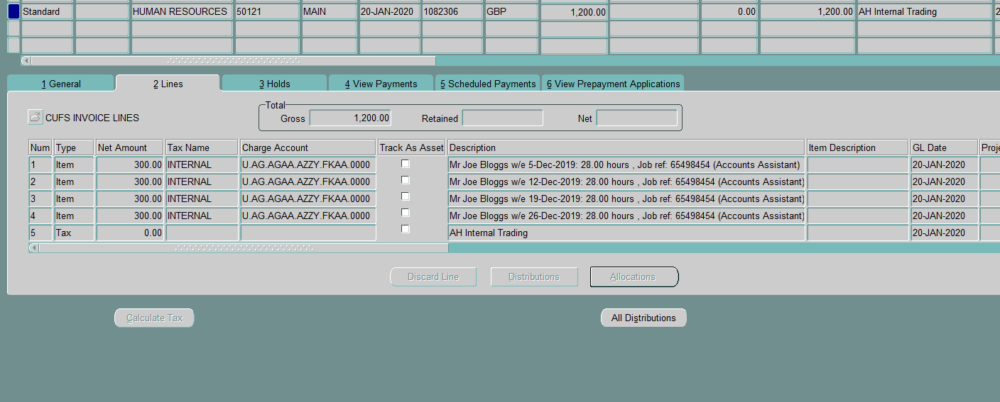 Standard HUMAN RESOURCES 50121 MAIN 20-JAN-2020 1082306 GBP 1,200.00 0.00 1,200.00 AH Internal Trading 2
1 General 2 Lines 3 Holds 4 View Payments 5 Scheduled Payments 6 View Prepayment Applications
Total
CUFS INVOICE LINES Gross 1,200.00 Retained Net
Num Type Net Amount Tax Name Charge Account Track As Asset Description Item Description GL Date Proje
1 Item 300.00 INTERNAL U.AG.AGAA.AZZY.FKAA.0000 Mr Joe Bloggs w/e 5-Dec-2019: 28.00 hours , Job ref: 65498454 (Accounts Assistant) 20-JAN-2020
2 Item 300.00 INTERNAL U.AG.AGAA.AZZY.FKAA.0000 Mr Joe Bloggs w/e 12-Dec-2019: 28.00 hours , Job ref: 65498454 (Accounts Assistant) 20-JAN-2020
3 Item 300.00 INTERNAL U.AG.AGAA.AZZY.FKAA.0000 Mr Joe Bloggs w/e 19-Dec-2019: 28.00 hours , Job ref: 65498454 (Accounts Assistant) 20-JAN-2020
4 Item 300.00 INTERNAL U.AG.AGAA.AZZY.FKAA.0000 Mr Joe Bloggs w/e 26-Dec-2019: 28.00 hours , Job ref: 65498454 (Accounts Assistant) 20-JAN-2020
5 Tax 0.00 AH Internal Trading 20-JAN-2020
Discard Line Distributions Allocations
Calculate Tax All Distributions